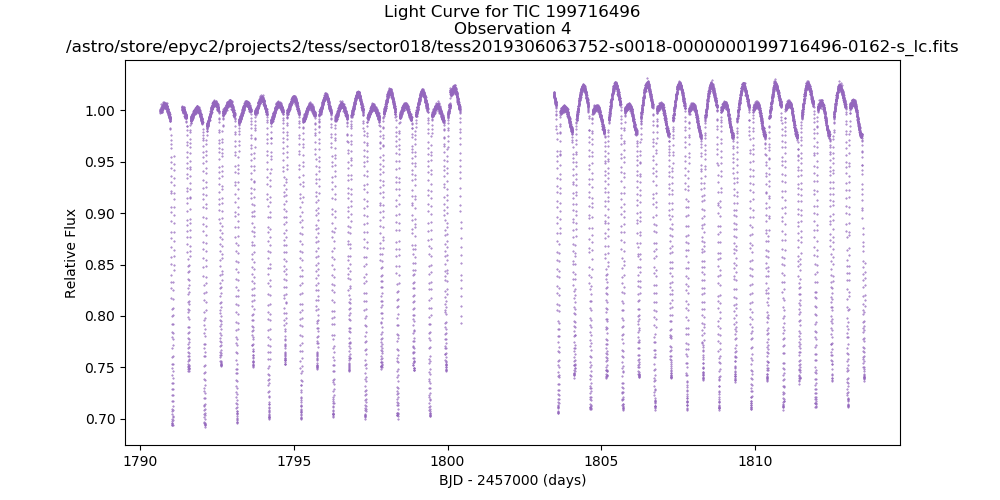 Light Curve for TIC 199716496
Observation 4
/astro/store/epyc2/projects2/tess/sector018/tess2019306063752-s0018-0000000199716496-0162-s_lc.fits
Relative Flux
1.00
0.95
0.90
0.85
0.80
0.75
0.70
1790 1795 1800 1805 1810
BJD - 2457000 (days)